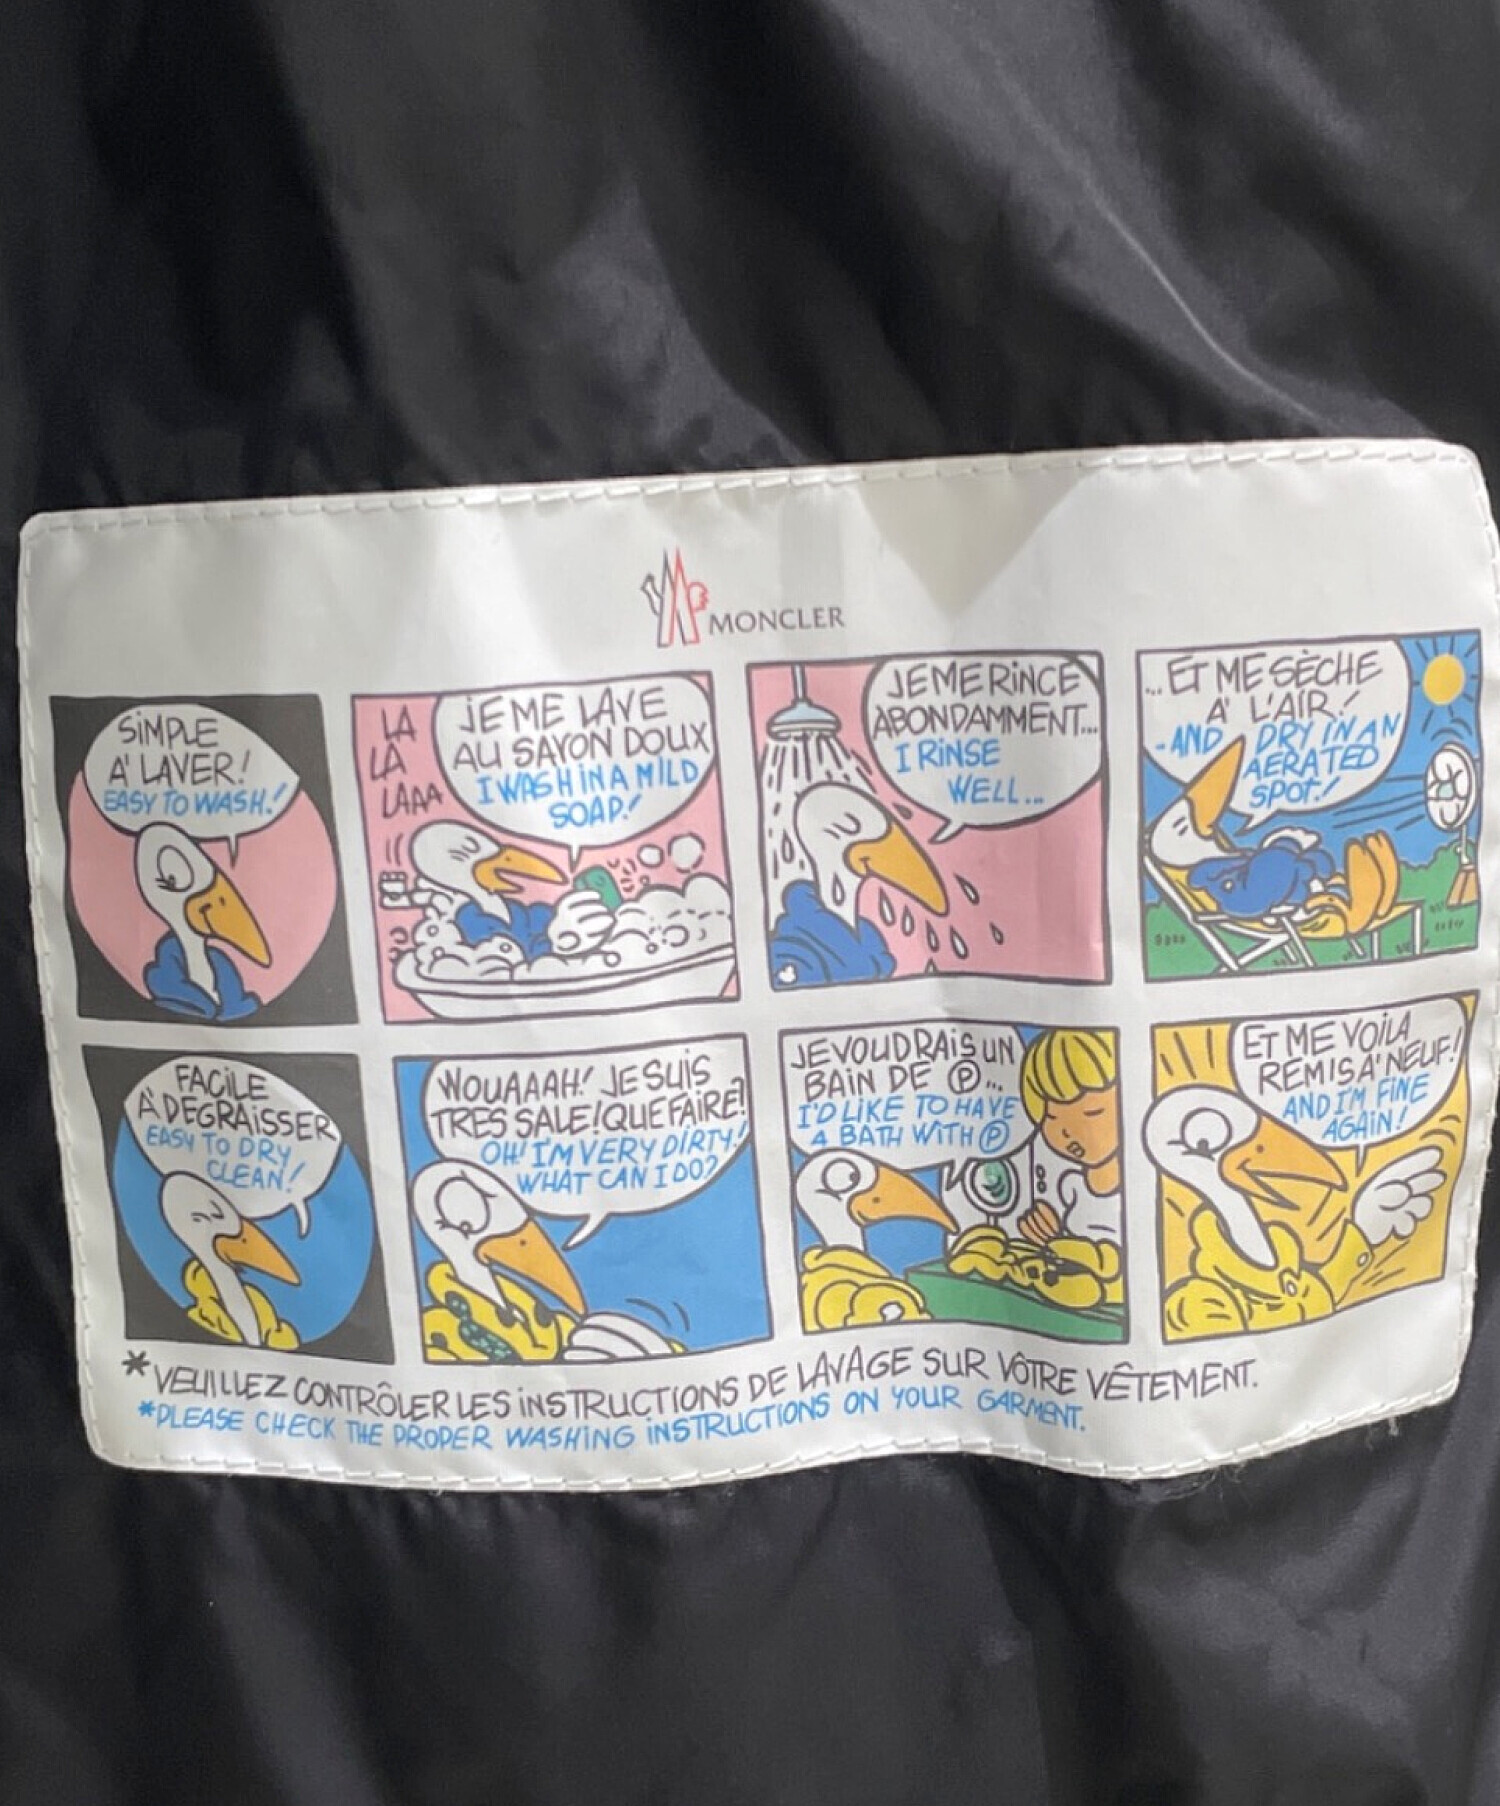 MONCLER
SIMPLE
A' LAVER!
EASY TO WASH!
LA
LA
LAAA
JE ME LAVE
AU SAVON DOUX
I WASH IN A MILD
SOAP!
JE ME RINCE
ABONDAMMENT...
I RINSE
WELL...
... ET ME SÈCHE
A' L'AIR!
-AND DRY IN AN
AERATED
SPOT!
FACILE
A' DEGRAISSER
EASY TO DRY
CLEAN!
WOUAAAH! JE SUIS
TRES SALE! QUE FAIRE?
OH! I'M VERY DIRTY!
WHAT CAN I DO?
JE VOUDRAIS UN
BAIN DE Ⓟ...
I'D LIKE TO HAVE
A BATH WITH Ⓟ
ET ME VOILA
REMIS A' NEUF!
AND I'M FINE
AGAIN!
*VEUILLEZ CONTRÔLER LES INSTRUCTIONS DE LAVAGE SUR VÔTRE VÊTEMENT.
*PLEASE CHECK THE PROPER WASHING INSTRUCTIONS ON YOUR GARMENT.